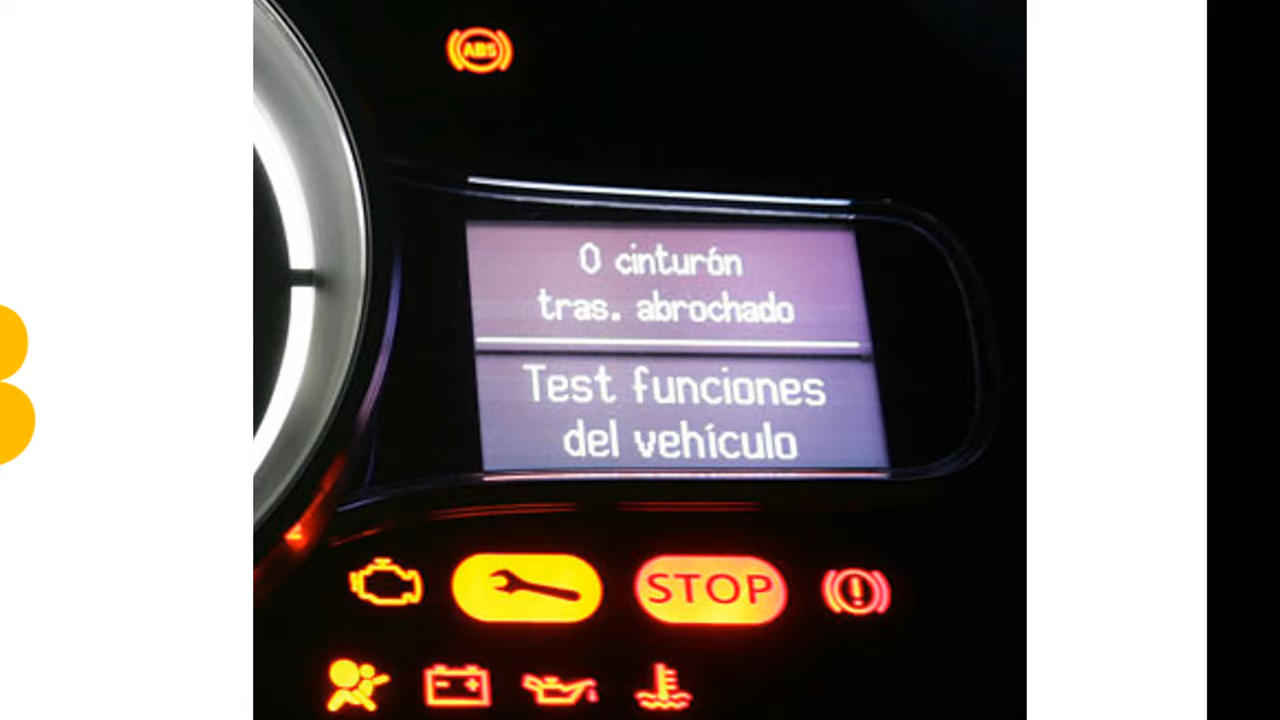 ABS
0 cinturón
tras. abrochado
Test funciones
del vehículo
STOP